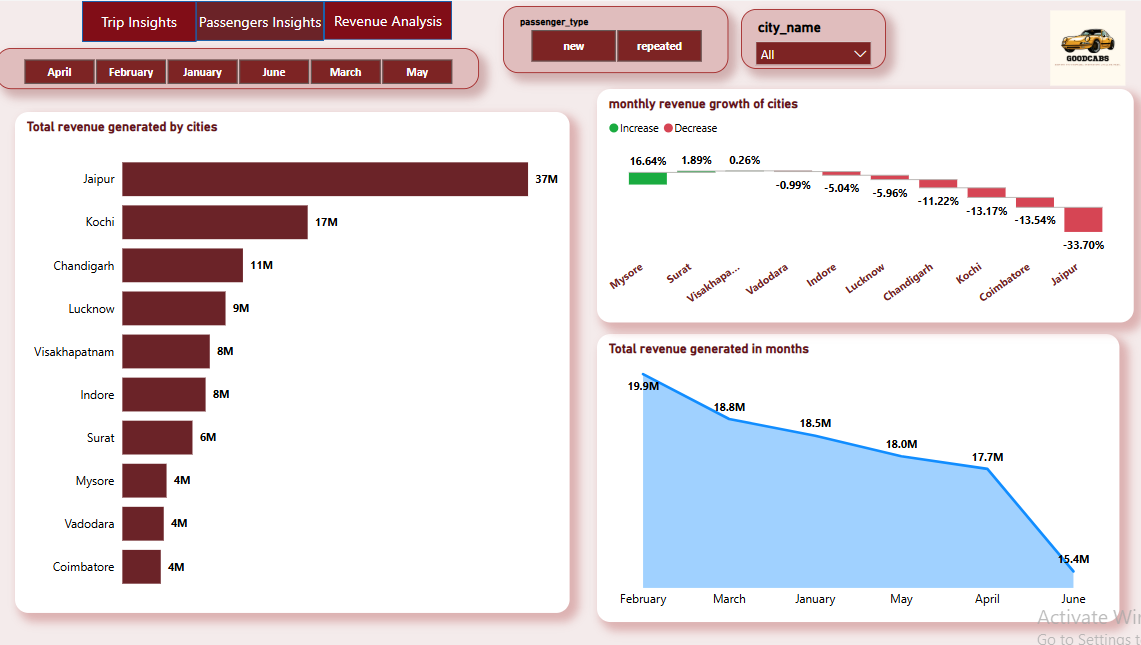 Trip Insights
Passengers Insights
Revenue Analysis
passenger_type
new
repeated
city_name
All
GOODCABS
April
February
January
June
March
May
Total revenue generated by cities
Jaipur
37M
Kochi
17M
Chandigarh
11M
Lucknow
9M
Visakhapatnam
8M
Indore
8M
Surat
6M
Mysore
4M
Vadodara
4M
Coimbatore
4M
monthly revenue growth of cities
Increase
Decrease
16.64%
1.89%
0.26%
-0.99%
-5.04%
-5.96%
-11.22%
-13.17%
-13.54%
-33.70%
Mysore
Surat
Visakhapa...
Vadodara
Indore
Lucknow
Chandigarh
Kochi
Coimbatore
Jaipur
Total revenue generated in months
19.9M
18.8M
18.5M
18.0M
17.7M
15.4M
February
March
January
May
April
June
Activate Wi
Go to Settings t